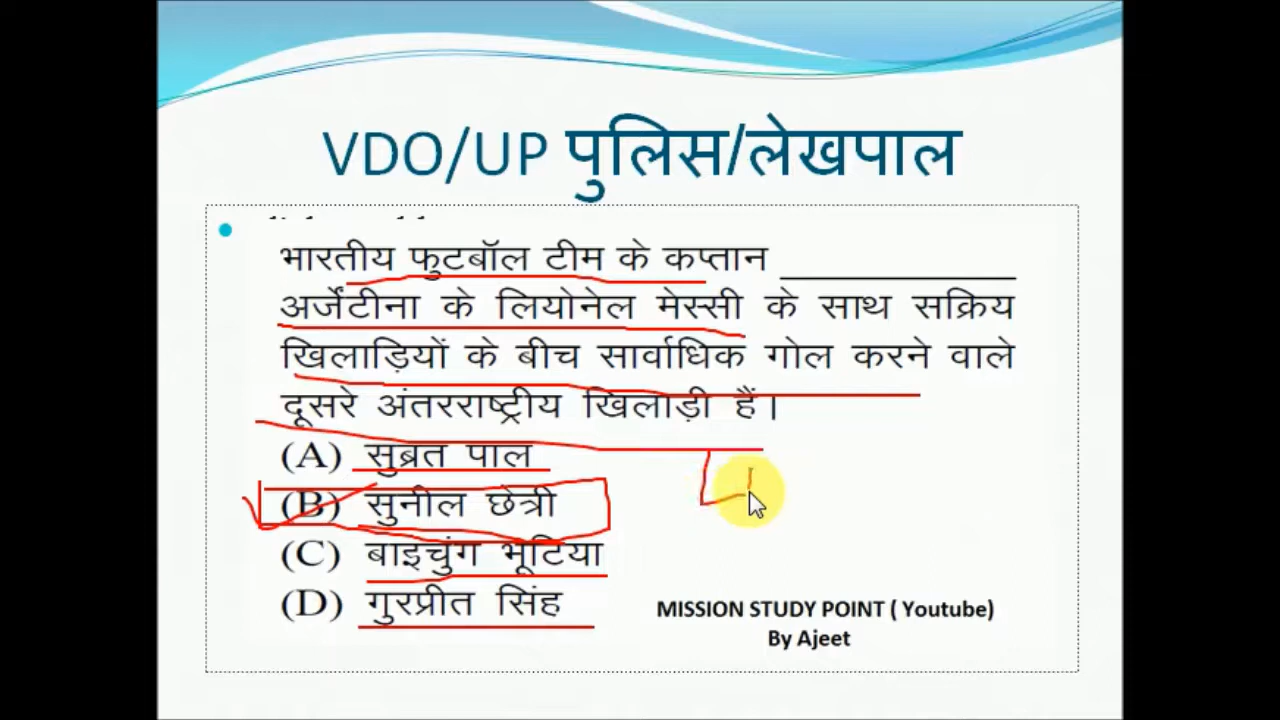 VDO/UP पुलिस/लेखपाल
भारतीय फुटबॉल टीम के कप्तान ____________
अर्जेंटीना के लियोनेल मेस्सी के साथ सक्रिय
खिलाड़ियों के बीच सार्वाधिक गोल करने वाले
दूसरे अंतरराष्ट्रीय खिलाड़ी हैं।
(A) सुब्रत पाल
(B) सुनील छेत्री
(C) बाइचुंग भूटिया
(D) गुरप्रीत सिंह
MISSION STUDY POINT ( Youtube)
By Ajeet